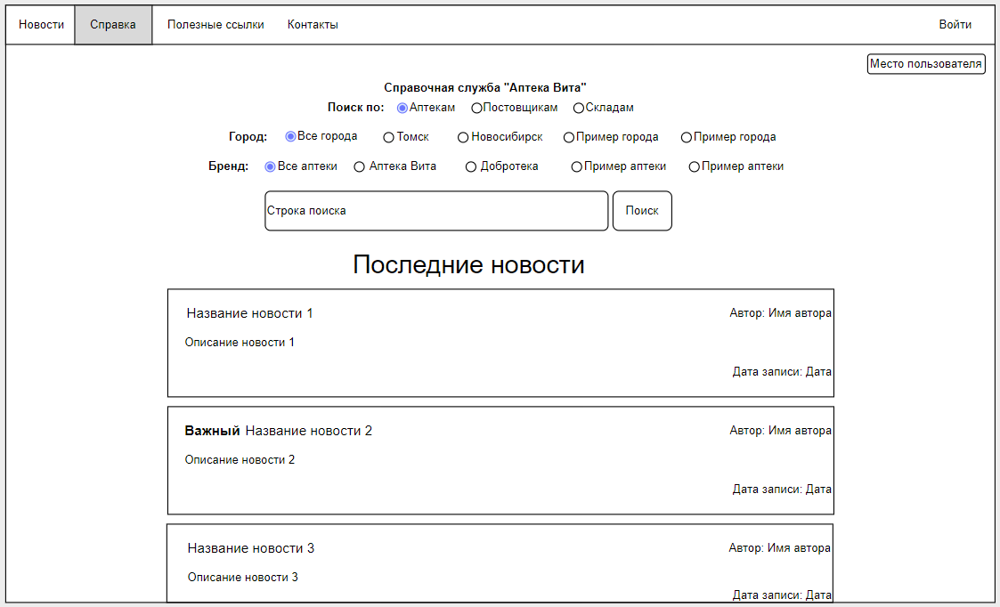 Новости Справка Полезные ссылки Контакты Войти
Место пользователя
Справочная служба "Аптека Вита"
Поиск по: Аптекам Постовщикам Складам
Город: Все города Томск Новосибирск Пример города Пример города
Бренд: Все аптеки Аптека Вита Добротека Пример аптеки Пример аптеки
Строка поиска Поиск
Последние новости
Название новости 1 Автор: Имя автора
Описание новости 1
Дата записи: Дата
Важный Название новости 2 Автор: Имя автора
Описание новости 2
Дата записи: Дата
Название новости 3 Автор: Имя автора
Описание новости 3
Дата записи: Дата